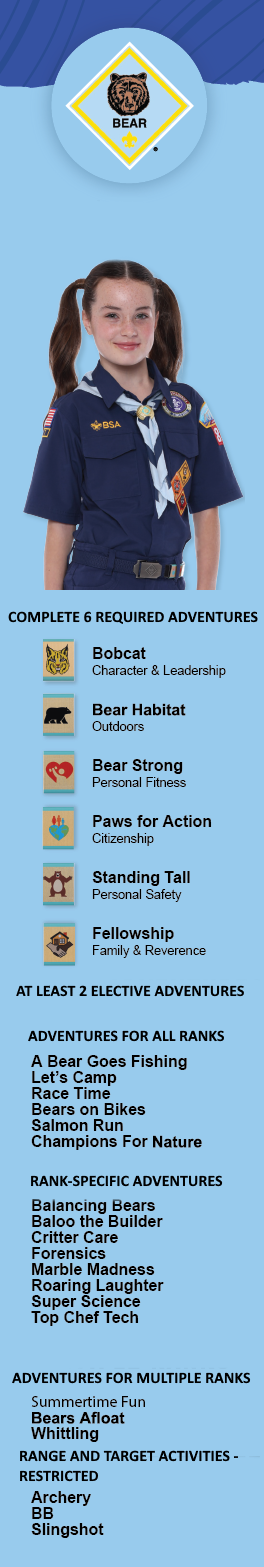 BEAR
BSA
COMPLETE 6 REQUIRED ADVENTURES
Bobcat
Character & Leadership
Bear Habitat
Outdoors
Bear Strong
Personal Fitness
Paws for Action
Citizenship
Standing Tall
Personal Safety
Fellowship
Family & Reverence
AT LEAST 2 ELECTIVE ADVENTURES
ADVENTURES FOR ALL RANKS
A Bear Goes Fishing
Let’s Camp
Race Time
Bears on Bikes
Salmon Run
Champions For Nature
RANK-SPECIFIC ADVENTURES
Balancing Bears
Baloo the Builder
Critter Care
Forensics
Marble Madness
Roaring Laughter
Super Science
Top Chef Tech
ADVENTURES FOR MULTIPLE RANKS
Summertime Fun
Bears Afloat
Whittling
RANGE AND TARGET ACTIVITIES -
RESTRICTED
Archery
BB
Slingshot